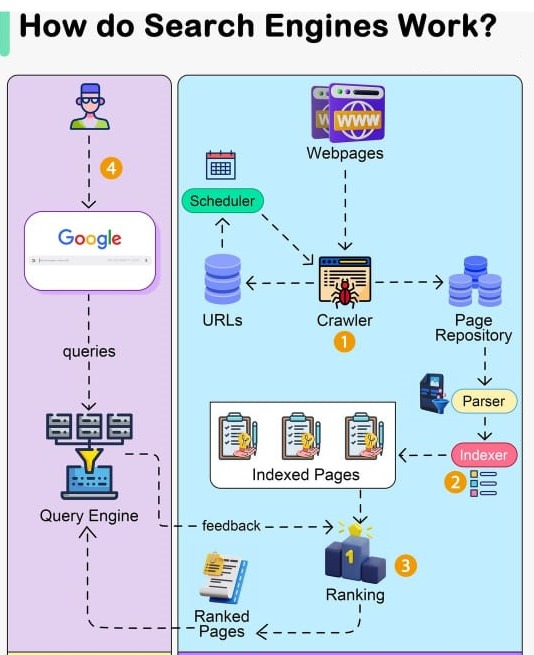 How do Search Engines Work?
4
Google
queries
Query Engine
WWW
Webpages
Scheduler
URLs
Crawler
1
Page
Repository
Parser
Indexer
2
Indexed Pages
feedback
1
Ranking
3
Ranked
Pages